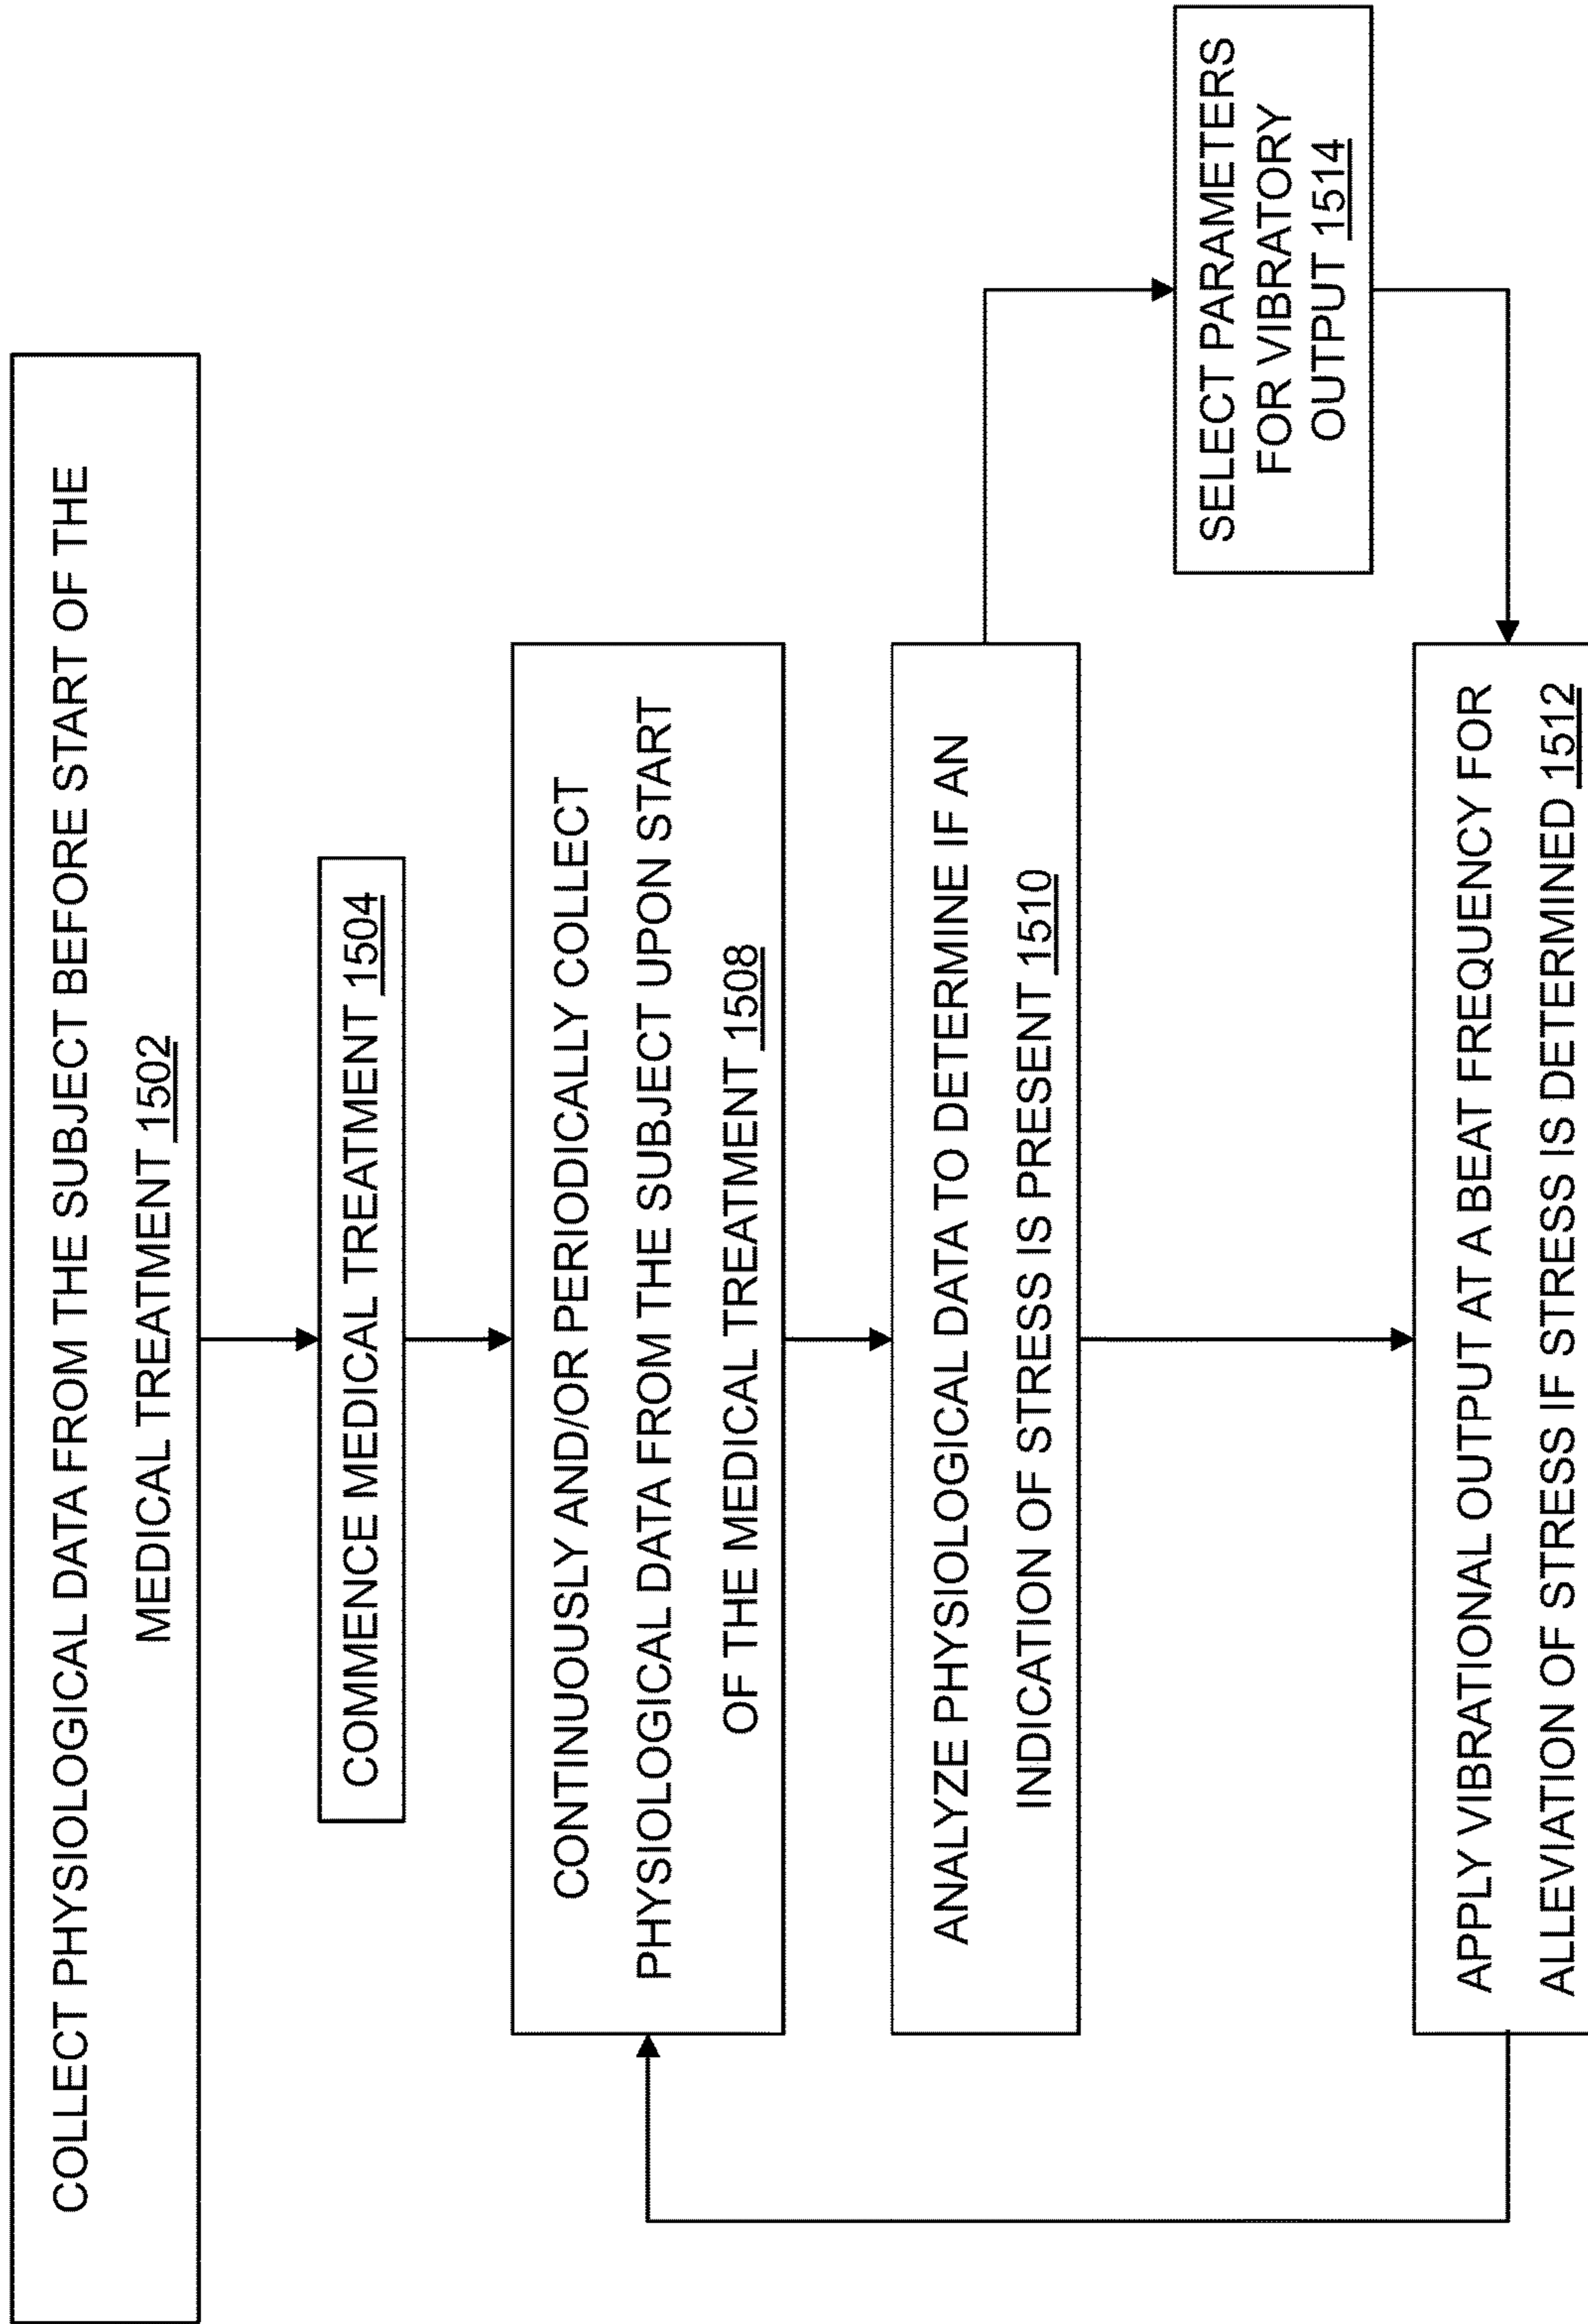 COLLECT PHYSIOLOGICAL DATA FROM THE SUBJECT BEFORE START OF THE
MEDICAL TREATMENT 1502
COMMENCE MEDICAL TREATMENT 1504
CONTINUOUSLY AND/OR PERIODICALLY COLLECT
PHYSIOLOGICAL DATA FROM THE SUBJECT UPON START
OF THE MEDICAL TREATMENT 1508
ANALYZE PHYSIOLOGICAL DATA TO DETERMINE IF AN
INDICATION OF STRESS IS PRESENT 1510
SELECT PARAMETERS
FOR VIBRATORY
OUTPUT 1514
APPLY VIBRATIONAL OUTPUT AT A BEAT FREQUENCY FOR
ALLEVIATION OF STRESS IF STRESS IS DETERMINED 1512